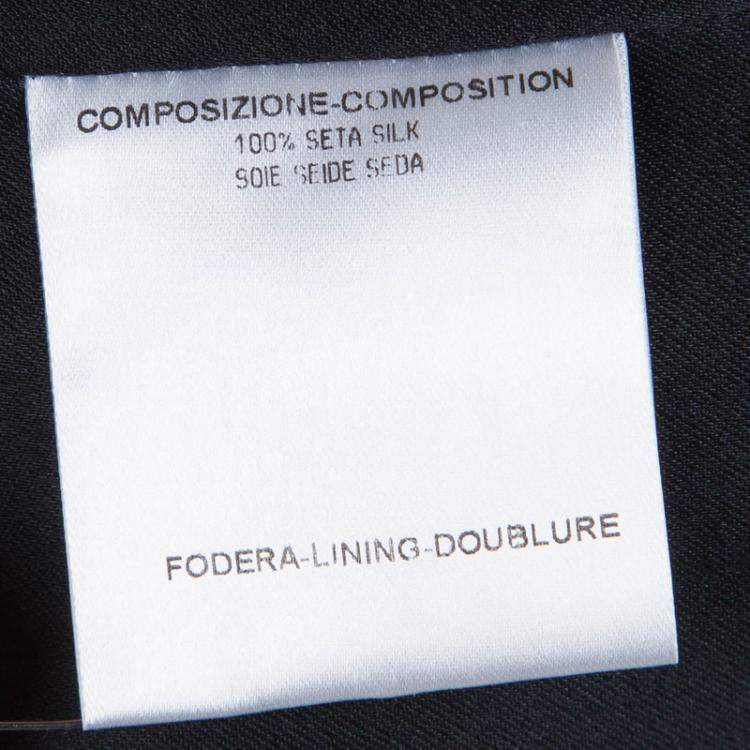 COMPOSIZIONE-COMPOSITION
100% SETA SILK
SOIE SEIDE SEDA
FODERA-LINING-DOUBLURE